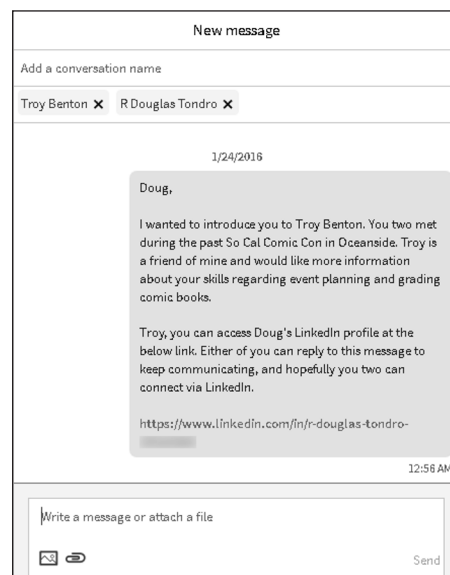 New message
Add a conversation name
Troy Benton × R Douglas Tondro ×
1/24/2016
Doug,
I wanted to introduce you to Troy Benton. You two met
during the past So Cal Comic Con in Oceanside. Troy is
a friend of mine and would like more information
about your skills regarding event planning and grading
comic books.
Troy, you can access Doug's LinkedIn profile at the
below link. Either of you can reply to this message to
keep communicating, and hopefully you two can
connect via LinkedIn.
https://www.linkedin.com/in/r-douglas-tondro-
12:56 AM
Write a message or attach a file
Send